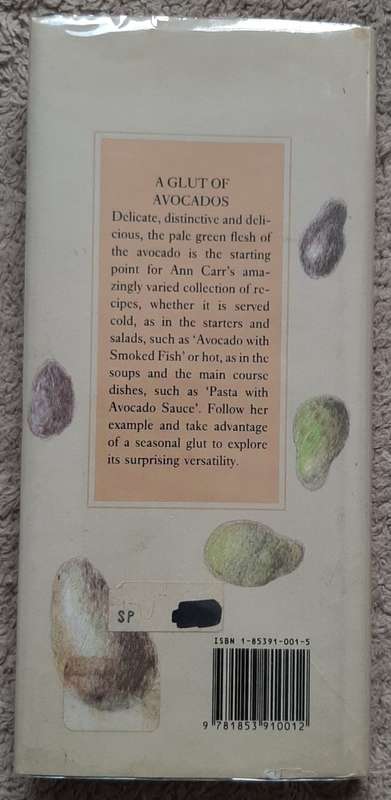 A GLUT OF
AVOCADOS
Delicate, distinctive and deli-
cious, the pale green flesh of
the avocado is the starting
point for Ann Carr's ama-
zingly varied collection of re-
cipes, whether it is served
cold, as in the starters and
salads, such as 'Avocado with
Smoked Fish' or hot, as in the
soups and the main course
dishes, such as 'Pasta with
Avocado Sauce'. Follow her
example and take advantage
of a seasonal glut to explore
its surprising versatility.
SP
ISBN 1-85391-001-5
9 781853 910012